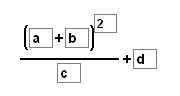 (a + b)^2
c
+ d